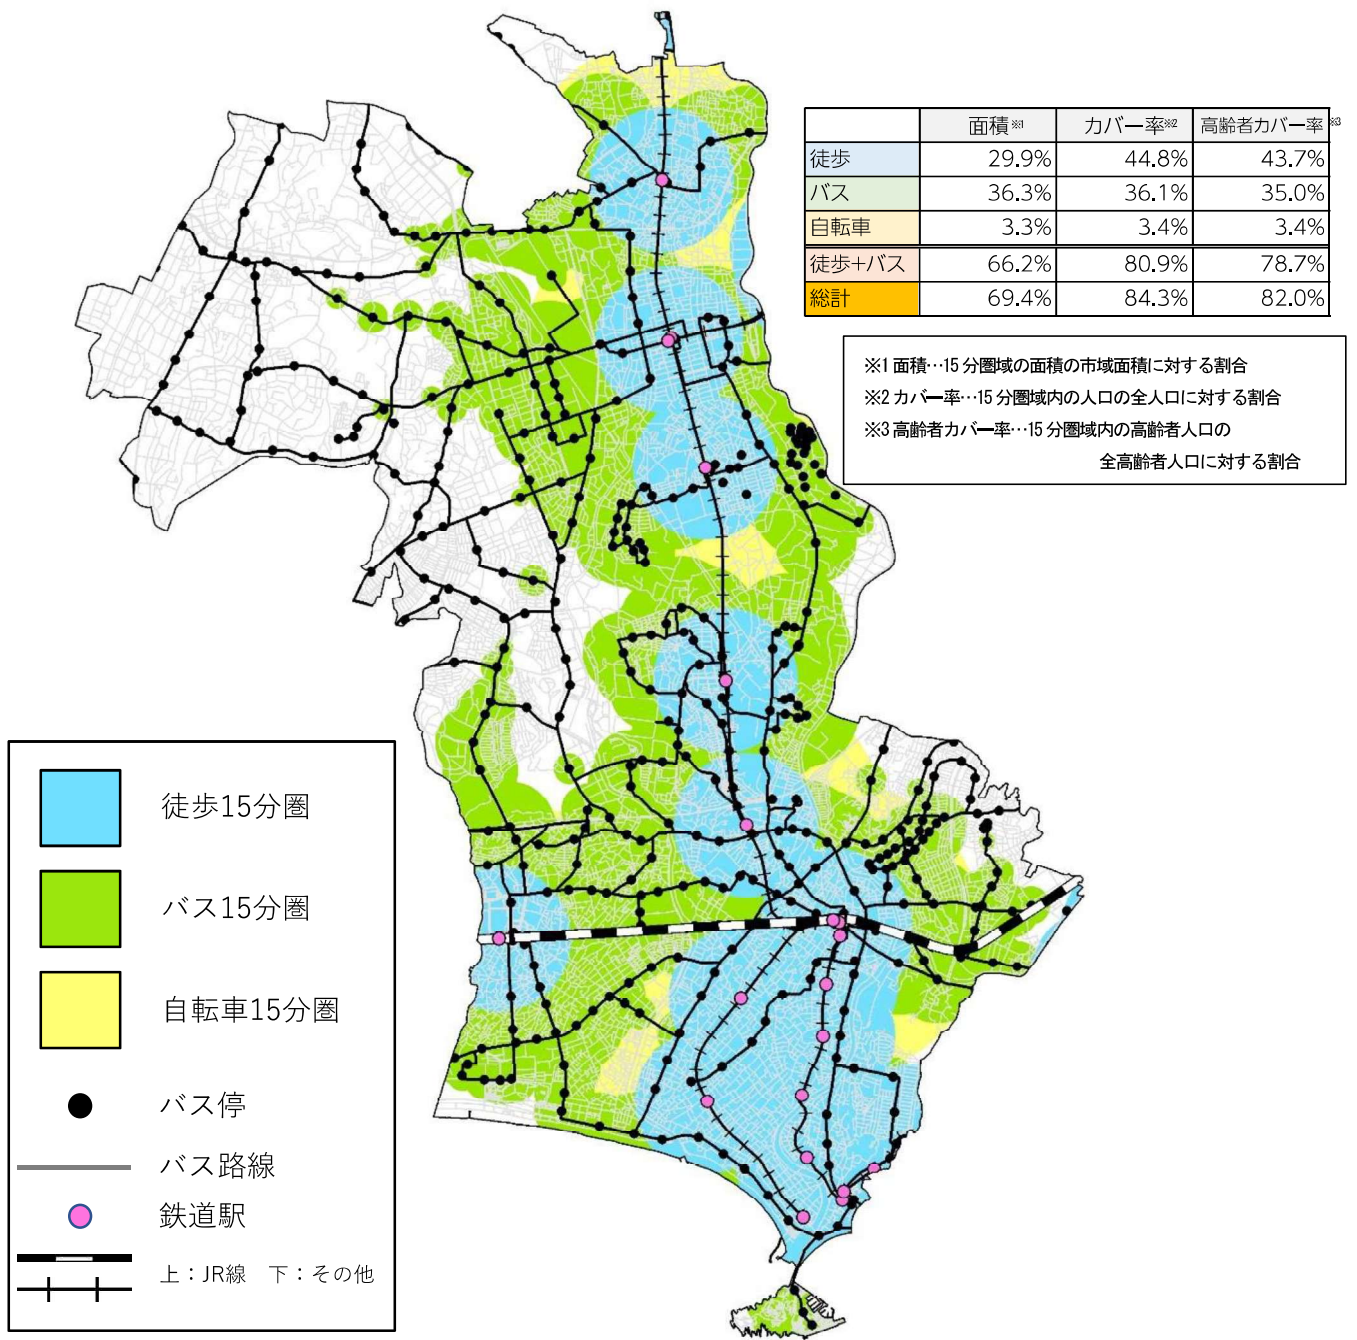 面積※1 カバー率※2 高齢者カバー率※3
徒歩 29.9% 44.8% 43.7%
バス 36.3% 36.1% 35.0%
自転車 3.3% 3.4% 3.4%
徒歩+バス 66.2% 80.9% 78.7%
総計 69.4% 84.3% 82.0%
※1 面積…15分圏域の面積の市域面積に対する割合
※2 カバー率…15分圏域内の人口の全人口に対する割合
※3 高齢者カバー率…15分圏域内の高齢者人口の
全高齢者人口に対する割合
徒歩15分圏
バス15分圏
自転車15分圏
バス停
バス路線
鉄道駅
上：JR線　下：その他